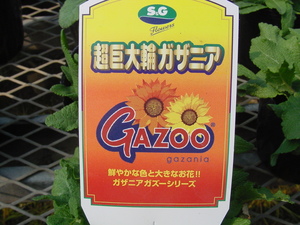 S&G
Flowers
超巨大輪ガザニア
GAZOO
gazania
鮮やかな色と大きなお花!!
ガザニアガズーシリーズ